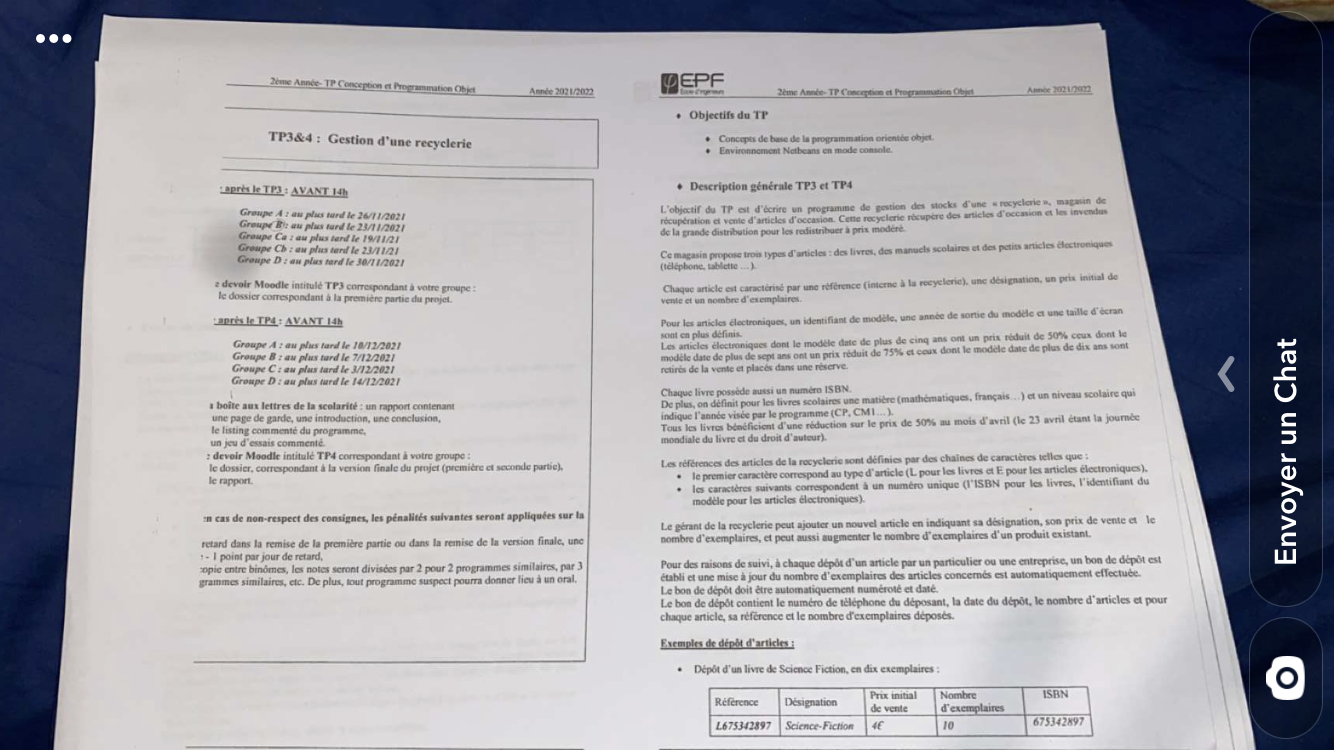 2ème Année- TP Conception et Programmation Objet Année 2021/2022
TP3&4 : Gestion d'une recyclerie
: après le TP3 : AVANT 14h
Groupe A : au plus tard le 26/11/2021
Groupe B : au plus tard le 23/11/2021
Groupe Ca : au plus tard le 19/11/21
Groupe Cb : au plus tard le 23/11/21
Groupe D : au plus tard le 30/11/2021
e devoir Moodle intitulé TP3 correspondant à votre groupe :
le dossier correspondant à la première partie du projet.
: après le TP4 : AVANT 14h
Groupe A : au plus tard le 10/12/2021
Groupe B : au plus tard le 7/12/2021
Groupe C : au plus tard le 3/12/2021
Groupe D : au plus tard le 14/12/2021
a boîte aux lettres de la scolarité : un rapport contenant
une page de garde, une introduction, une conclusion,
le listing commenté du programme,
un jeu d'essais commenté.
: devoir Moodle intitulé TP4 correspondant à votre groupe :
le dossier, correspondant à la version finale du projet (première et seconde partie),
le rapport.
:n cas de non-respect des consignes, les pénalités suivantes seront appliquées sur la
retard dans la remise de la première partie ou dans la remise de la version finale, une
: - 1 point par jour de retard,
:opie entre binômes, les notes seront divisées par 2 pour 2 programmes similaires, par 3
grammes similaires, etc. De plus, tout programme suspect pourra donner lieu à un oral.
EPF
École d'ingénieurs
2ème Année- TP Conception et Programmation Objet Année 2021/2022
♦ Objectifs du TP
• Concepts de base de la programmation orientée objet.
• Environnement Netbeans en mode console.
♦ Description générale TP3 et TP4
L'objectif du TP est d'écrire un programme de gestion des stocks d'une « recyclerie », magasin de
récupération et vente d'articles d'occasion. Cette recyclerie récupère des articles d'occasion et les invendus
de la grande distribution pour les redistribuer à prix modéré.
Ce magasin propose trois types d'articles : des livres, des manuels scolaires et des petits articles électroniques
(téléphone, tablette ...).
Chaque article est caractérisé par une référence (interne à la recyclerie), une désignation, un prix initial de
vente et un nombre d'exemplaires.
Pour les articles électroniques, un identifiant de modèle, une année de sortie du modèle et une taille d'écran
sont en plus définis.
Les articles électroniques dont le modèle date de plus de cinq ans ont un prix réduit de 50% ceux dont le
modèle date de plus de sept ans ont un prix réduit de 75% et ceux dont le modèle date de plus de dix ans sont
retirés de la vente et placés dans une réserve.
Chaque livre possède aussi un numéro ISBN.
De plus, on définit pour les livres scolaires une matière (mathématiques, français...) et un niveau scolaire qui
indique l'année visée par le programme (CP, CM1...).
Tous les livres bénéficient d'une réduction sur le prix de 50% au mois d'avril (le 23 avril étant la journée
mondiale du livre et du droit d'auteur).
Les références des articles de la recyclerie sont définies par des chaînes de caractères telles que :
• le premier caractère correspond au type d'article (L pour les livres et E pour les articles électroniques),
• les caractères suivants correspondent à un numéro unique (l'ISBN pour les livres, l'identifiant du
modèle pour les articles électroniques).
Le gérant de la recyclerie peut ajouter un nouvel article en indiquant sa désignation, son prix de vente et le
nombre d'exemplaires, et peut aussi augmenter le nombre d'exemplaires d'un produit existant.
Pour des raisons de suivi, à chaque dépôt d'un article par un particulier ou une entreprise, un bon de dépôt est
établi et une mise à jour du nombre d'exemplaires des articles concernés est automatiquement effectuée.
Le bon de dépôt doit être automatiquement numéroté et daté.
Le bon de dépôt contient le numéro de téléphone du déposant, la date du dépôt, le nombre d'articles et pour
chaque article, sa référence et le nombre d'exemplaires déposés.
Exemples de dépôt d'articles :
• Dépôt d'un livre de Science Fiction, en dix exemplaires :
Référence Désignation Prix initial de vente Nombre d'exemplaires ISBN
L675342897 Science-Fiction 4€ 10 675342897
Envoyer un Chat